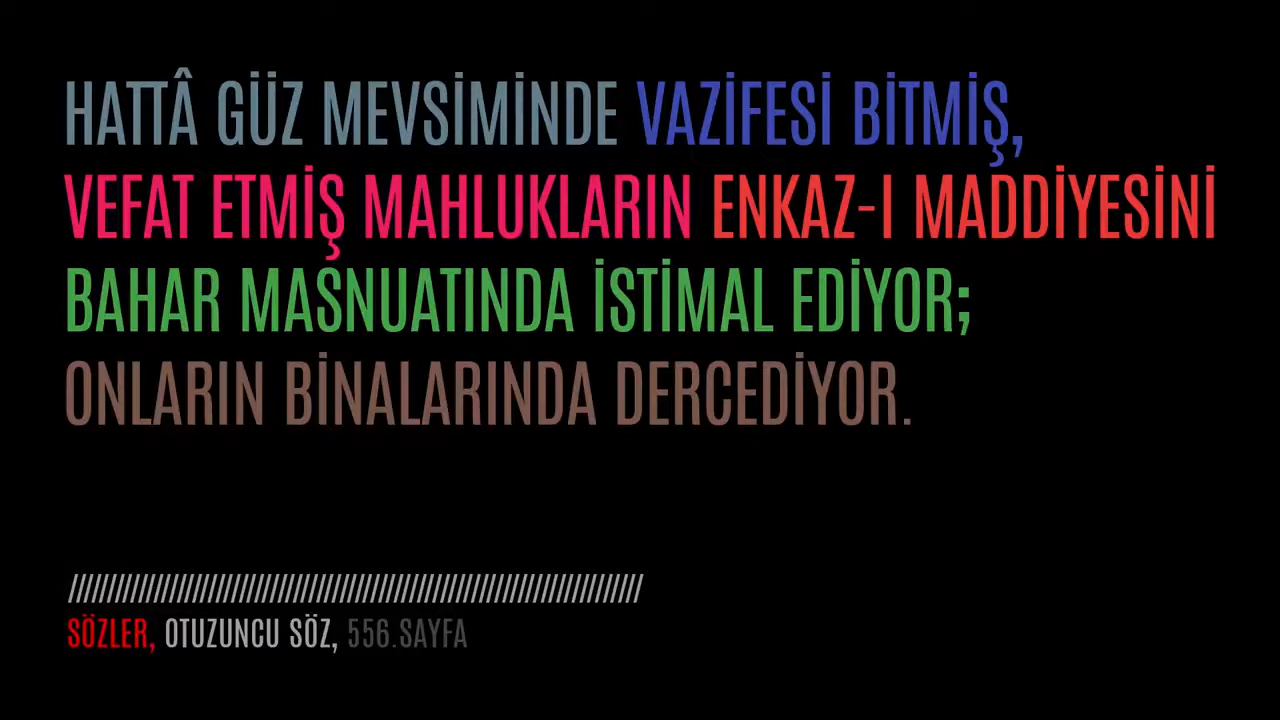 HATTÂ GÜZ MEVSİMİNDE VAZİFESİ BİTMİŞ,
VEFAT ETMİŞ MAHLUKLARIN ENKAZ-I MADDİYESİNİ
BAHAR MASNUATINDA İSTİMAL EDİYOR;
ONLARIN BİNALARINDA DERCEDİYOR.
SÖZLER, OTUZUNCU SÖZ, 556.SAYFA